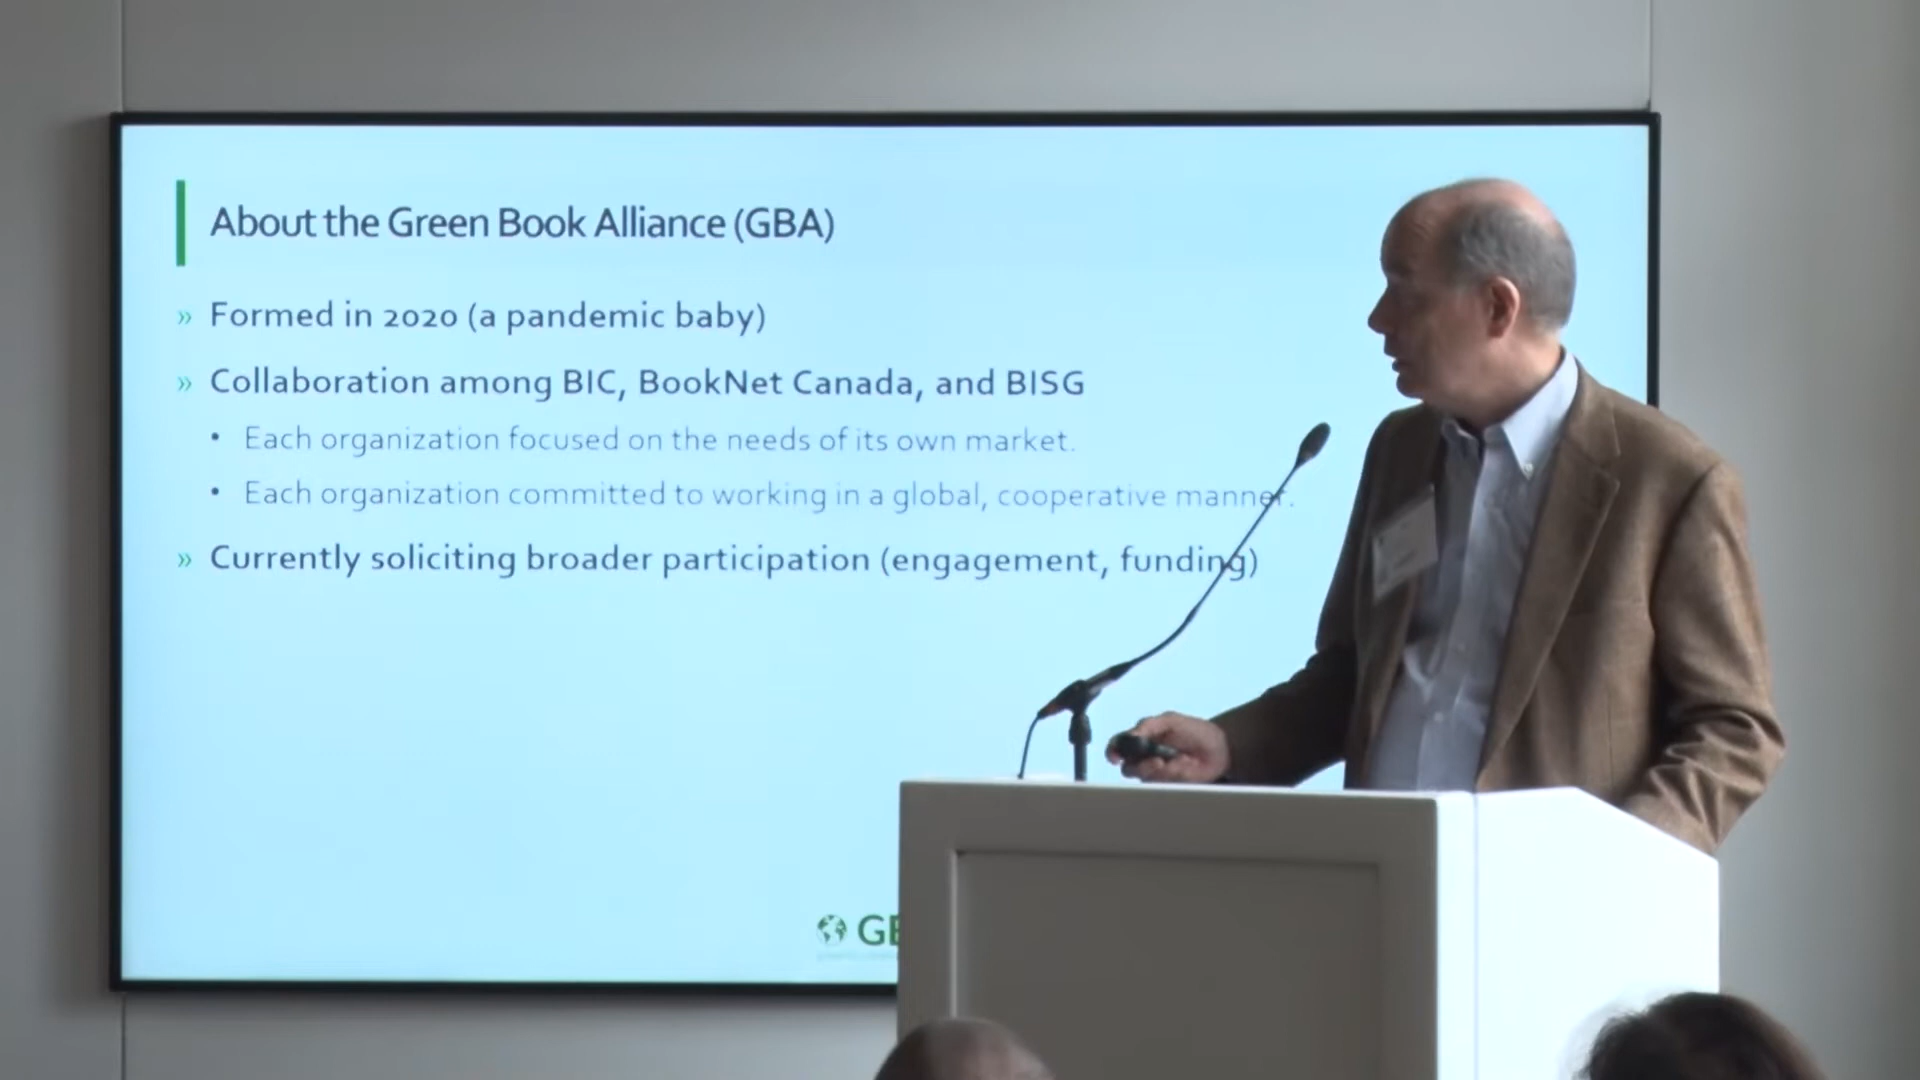 About the Green Book Alliance (GBA)
» Formed in 2020 (a pandemic baby)
» Collaboration among BIC, BookNet Canada, and BISG
• Each organization focused on the needs of its own market.
• Each organization committed to working in a global, cooperative manner.
» Currently soliciting broader participation (engagement, funding)